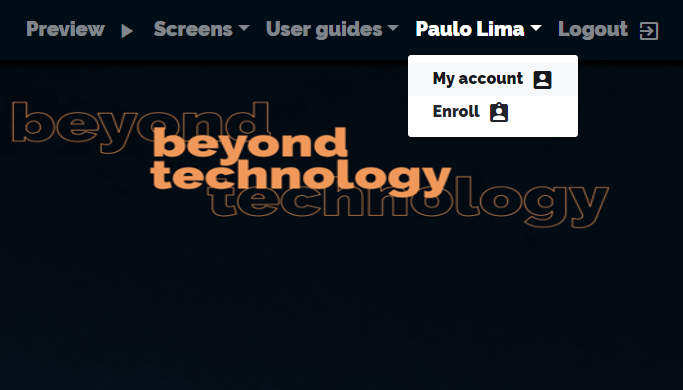 Preview Screens User guides Paulo Lima Logout
My account
Enroll
beyond
beyond
technology
technology